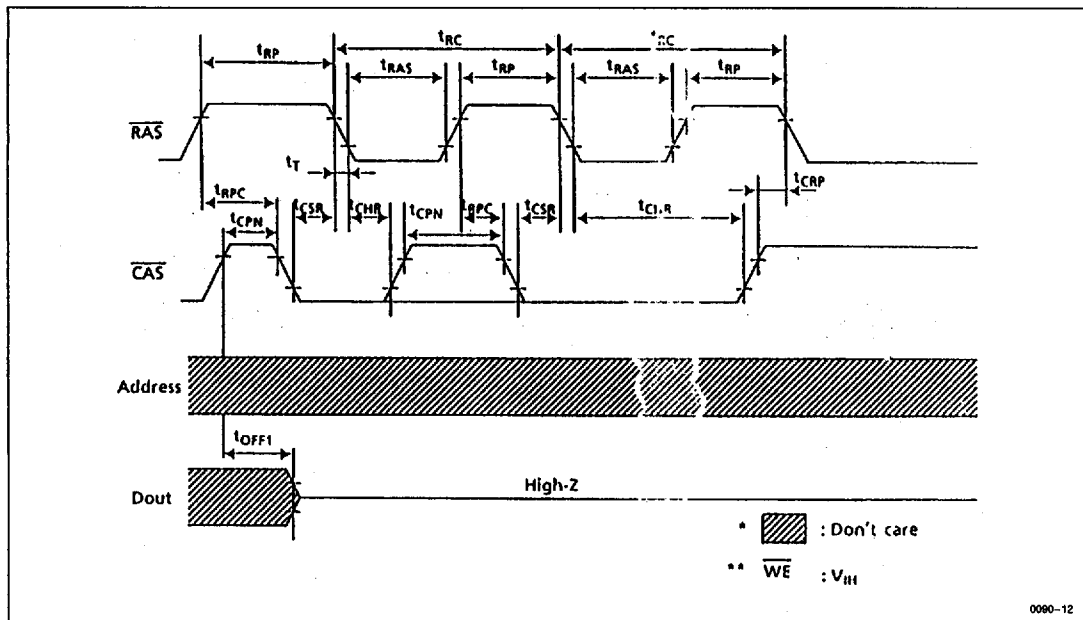 tRC tRC
tRP tRAS tRP tRAS tRP
RAS
tT
tCRP
tRPC tCSR tCHR tCPN tRPC tCSR tCHR
tCPN
CAS
Address
tOFF1
Dout High-Z
* : Don't care
** WE : VIH
0090-12